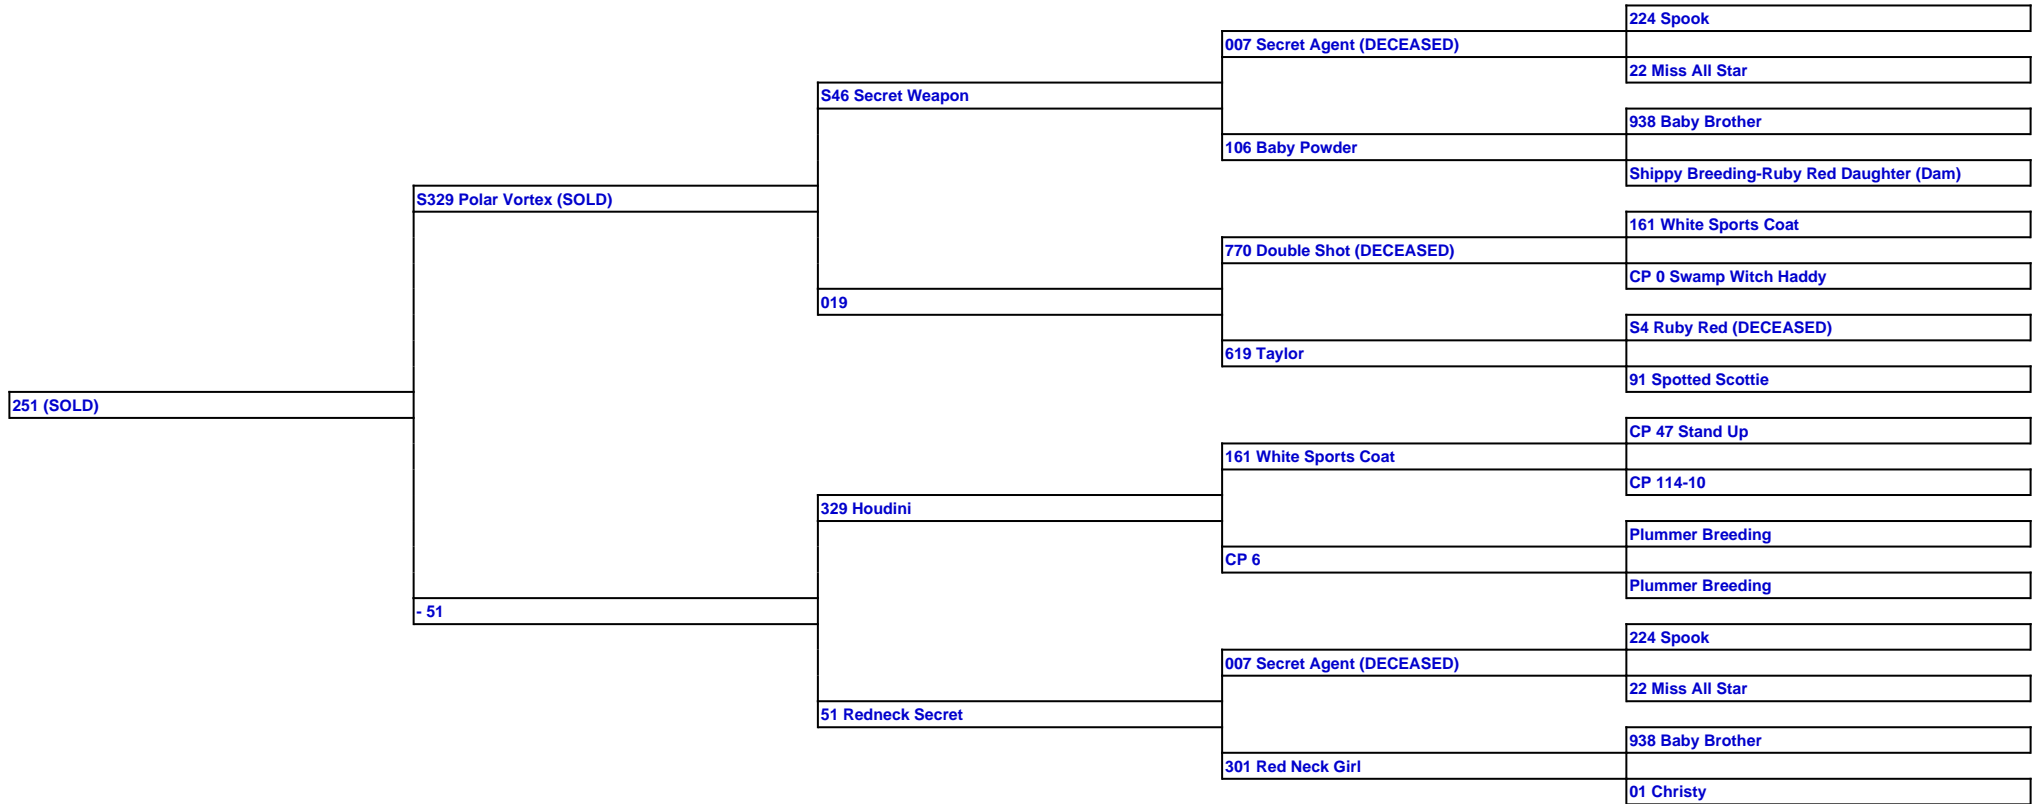 224 Spook
007 Secret Agent (DECEASED)
22 Miss All Star
S46 Secret Weapon
938 Baby Brother
106 Baby Powder
Shippy Breeding-Ruby Red Daughter (Dam)
S329 Polar Vortex (SOLD)
161 White Sports Coat
770 Double Shot (DECEASED)
CP 0 Swamp Witch Haddy
019
S4 Ruby Red (DECEASED)
619 Taylor
91 Spotted Scottie
251 (SOLD)
CP 47 Stand Up
161 White Sports Coat
CP 114-10
329 Houdini
Plummer Breeding
CP 6
Plummer Breeding
- 51
224 Spook
007 Secret Agent (DECEASED)
22 Miss All Star
51 Redneck Secret
938 Baby Brother
301 Red Neck Girl
01 Christy